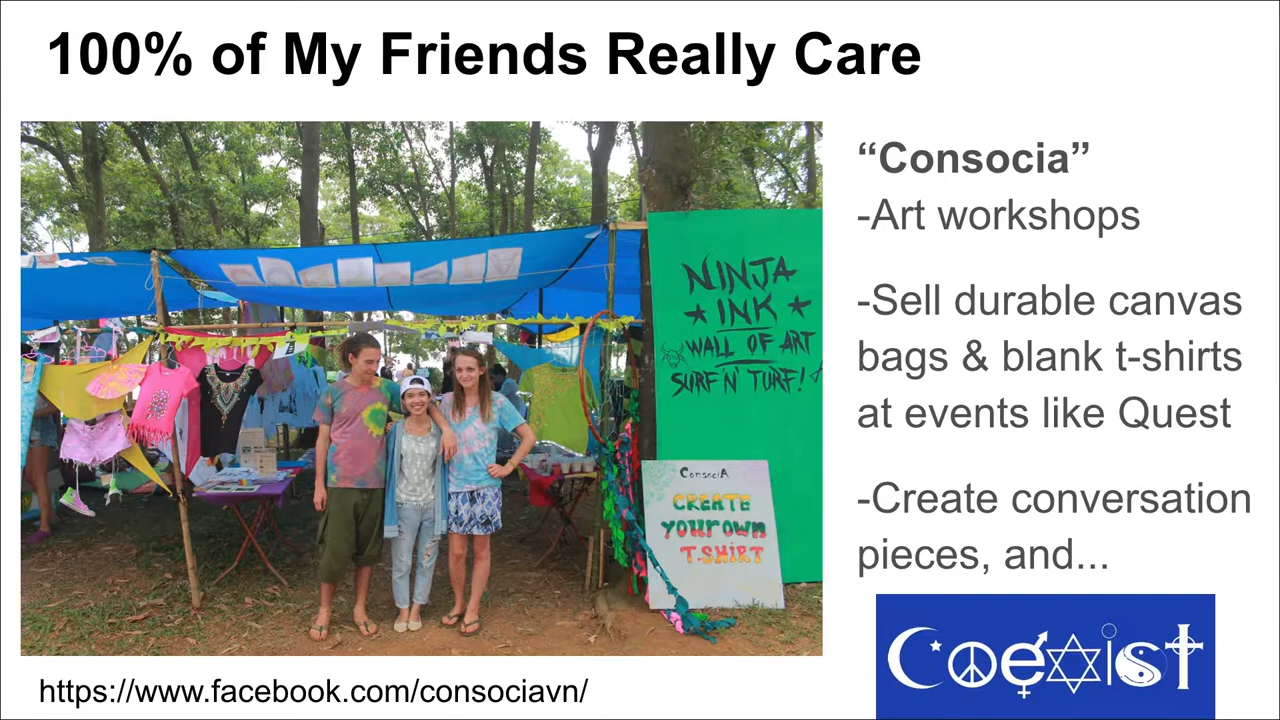 100% of My Friends Really Care
“Consocia”
-Art workshops
-Sell durable canvas
bags & blank t-shirts
at events like Quest
-Create conversation
pieces, and...
NINJA
INK
WALL OF ART
SURF N' TURF!
ConsociA
CREATE
YOUR OWN
T-SHIRT
Coexist
https://www.facebook.com/consociavn/